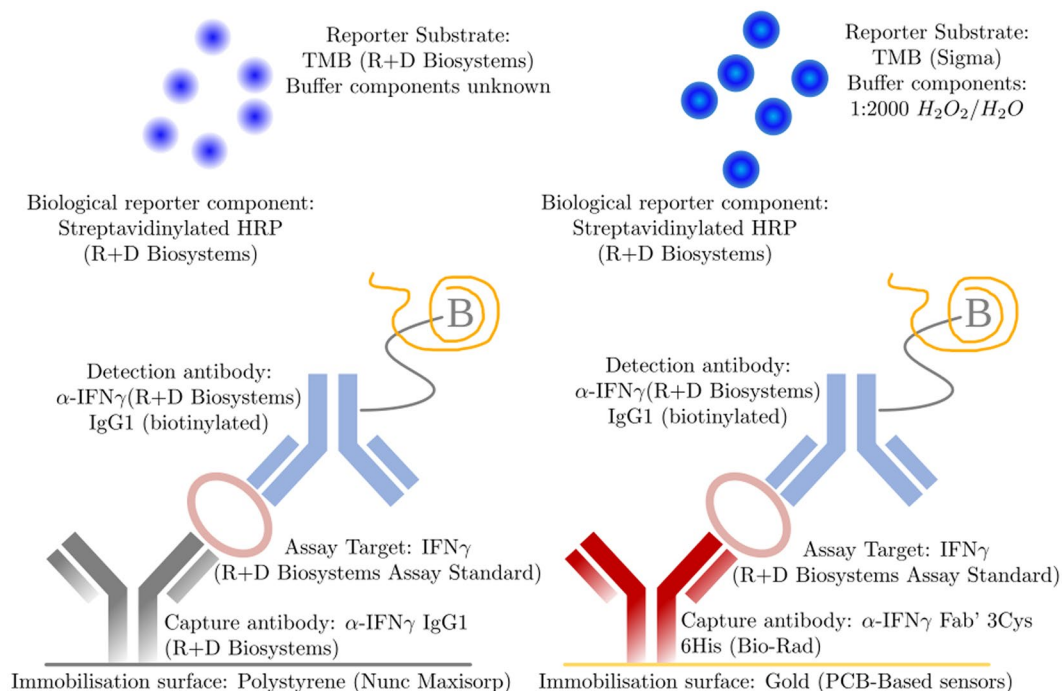 Reporter Substrate:
TMB (R+D Biosystems)
Buffer components unknown
Biological reporter component:
Streptavidinylated HRP
(R+D Biosystems)
B
Detection antibody:
α-IFNγ(R+D Biosystems)
IgG1 (biotinylated)
Assay Target: IFNγ
(R+D Biosystems Assay Standard)
Capture antibody: α-IFNγ IgG1
(R+D Biosystems)
Immobilisation surface: Polystyrene (Nunc Maxisorp)
Reporter Substrate:
TMB (Sigma)
Buffer components:
1:2000 H₂O₂/H₂O
Biological reporter component:
Streptavidinylated HRP
(R+D Biosystems)
B
Detection antibody:
α-IFNγ(R+D Biosystems)
IgG1 (biotinylated)
Assay Target: IFNγ
(R+D Biosystems Assay Standard)
Capture antibody: α-IFNγ Fab' 3Cys
6His (Bio-Rad)
Immobilisation surface: Gold (PCB-Based sensors)